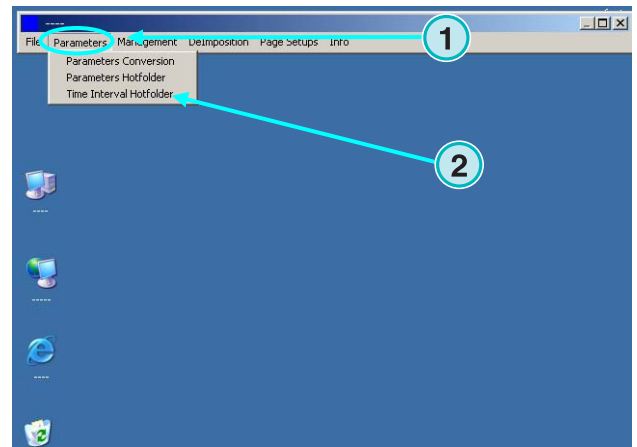 ----
File Parameters Management DeImposition Page Setups Info
1
Parameters Conversion
Parameters Hotfolder
Time Interval Hotfolder
2
----
-----
----